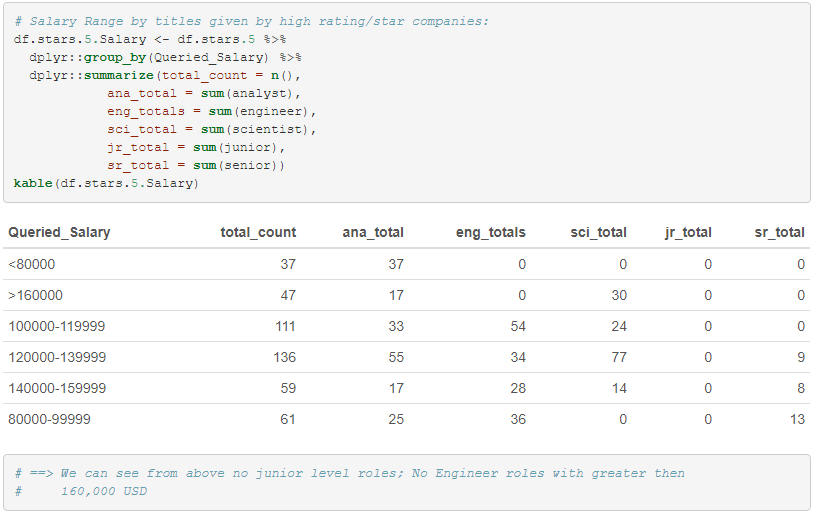 # Salary Range by titles given by high rating/star companies:
df.stars.5.Salary <- df.stars.5 %>%
  dplyr::group_by(Queried_Salary) %>%
  dplyr::summarize(total_count = n(),
            ana_total = sum(analyst),
            eng_totals = sum(engineer),
            sci_total = sum(scientist),
            jr_total = sum(junior),
            sr_total = sum(senior))
kable(df.stars.5.Salary)
Queried_Salary total_count ana_total eng_totals sci_total jr_total sr_total
<80000 37 37 0 0 0 0
>160000 47 17 0 30 0 0
100000-119999 111 33 54 24 0 0
120000-139999 136 55 34 77 0 9
140000-159999 59 17 28 14 0 8
80000-99999 61 25 36 0 0 13
# ==> We can see from above no junior level roles; No Engineer roles with greater then
#     160,000 USD